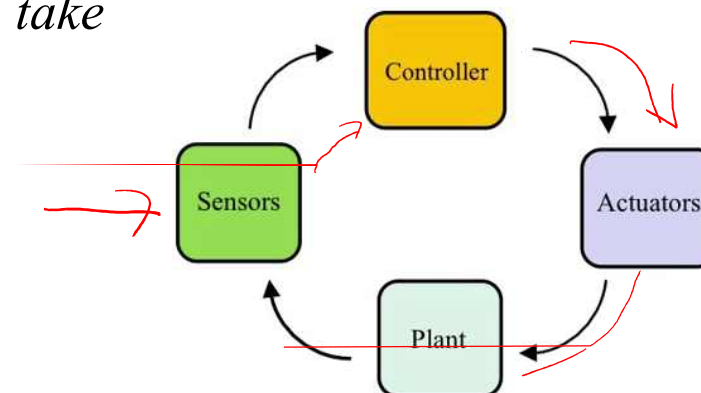 take
Controller
Sensors
Actuators
Plant